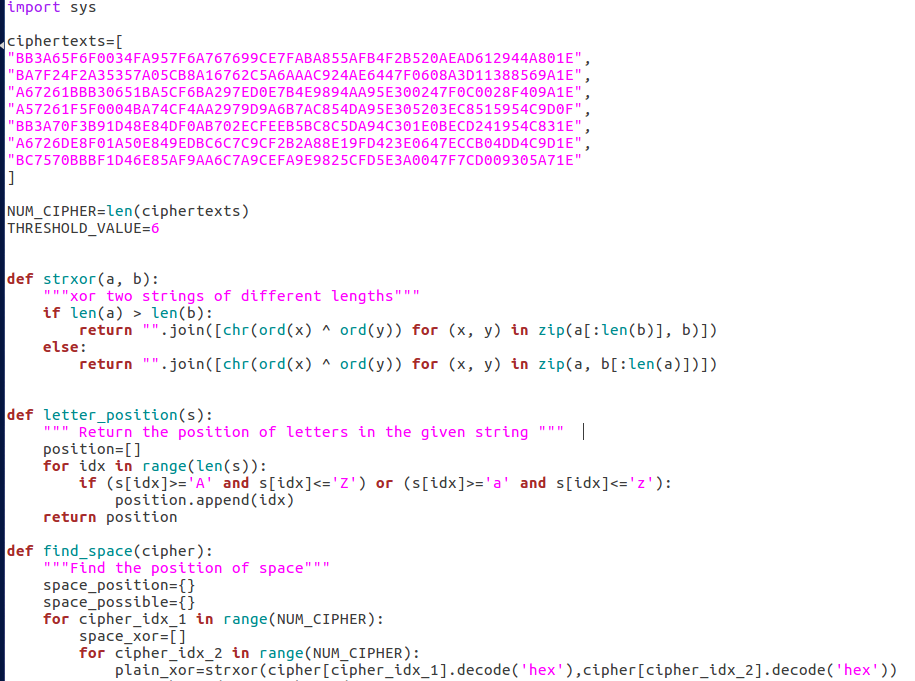 import sys
ciphertexts=[
"BB3A65F6F0034FA957F6A767699CE7FABA855AFB4F2B520AEAD612944A801E",
"BA7F24F2A35357A05CB8A16762C5A6AAAC924AE6447F0608A3D11388569A1E",
"A67261BBB30651BA5CF6BA297ED0E7B4E9894AA95E300247F0C0028F409A1E",
"A57261F5F0004BA74CF4AA2979D9A6B7AC854DA95E305203EC8515954C9D0F",
"BB3A70F3B91D48E84DF0AB702ECFEEB5BC8C5DA94C301E0BECD241954C831E",
"A6726DE8F01A50E849EDBC6C7C9CF2B2A88E19FD423E0647ECCB04DD4C9D1E",
"BC7570BBBF1D46E85AF9AA6C7A9CEFA9E9825CFD5E3A0047F7CD009305A71E"
]
NUM_CIPHER=len(ciphertexts)
THRESHOLD_VALUE=6
def strxor(a, b):
    """xor two strings of different lengths"""
    if len(a) > len(b):
        return "".join([chr(ord(x) ^ ord(y)) for (x, y) in zip(a[:len(b)], b)])
    else:
        return "".join([chr(ord(x) ^ ord(y)) for (x, y) in zip(a, b[:len(a)])])
def letter_position(s):
    """ Return the position of letters in the given string """
    position=[]
    for idx in range(len(s)):
        if (s[idx]>='A' and s[idx]<='Z') or (s[idx]>='a' and s[idx]<='z'):
            position.append(idx)
    return position
def find_space(cipher):
    """Find the position of space"""
    space_position={}
    space_possible={}
    for cipher_idx_1 in range(NUM_CIPHER):
        space_xor=[]
        for cipher_idx_2 in range(NUM_CIPHER):
            plain_xor=strxor(cipher[cipher_idx_1].decode('hex'),cipher[cipher_idx_2].decode('hex'))